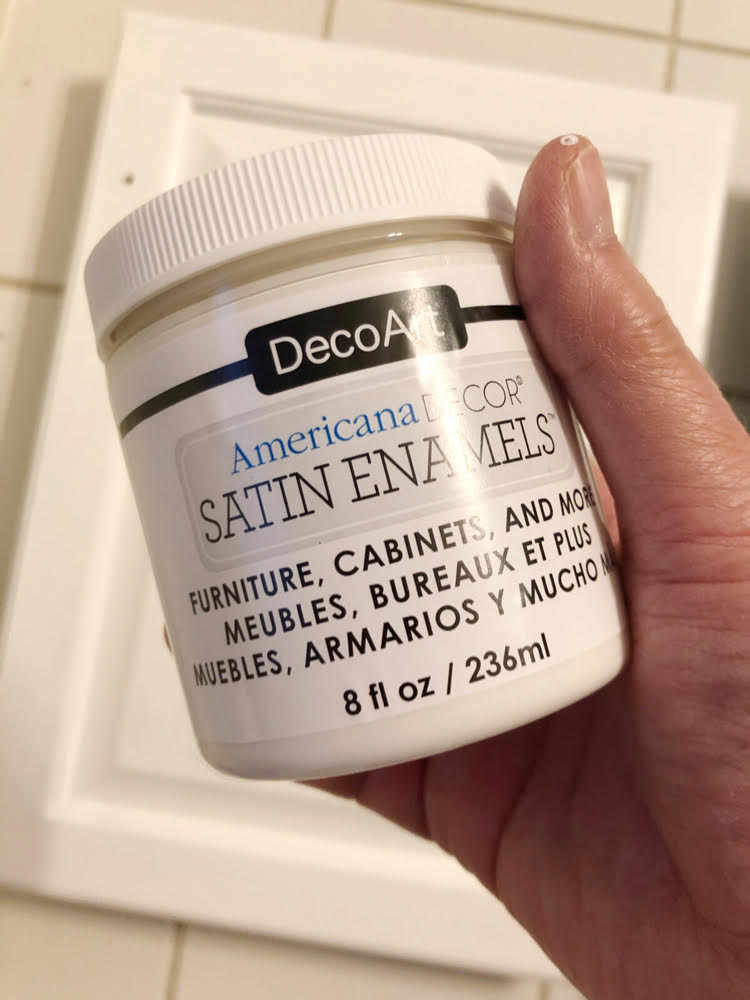 DecoArt
Americana DECOR®
SATIN ENAMELS™
FURNITURE, CABINETS, AND MORE
MEUBLES, BUREAUX ET PLUS
MUEBLES, ARMARIOS Y MUCHO
8 fl oz / 236ml